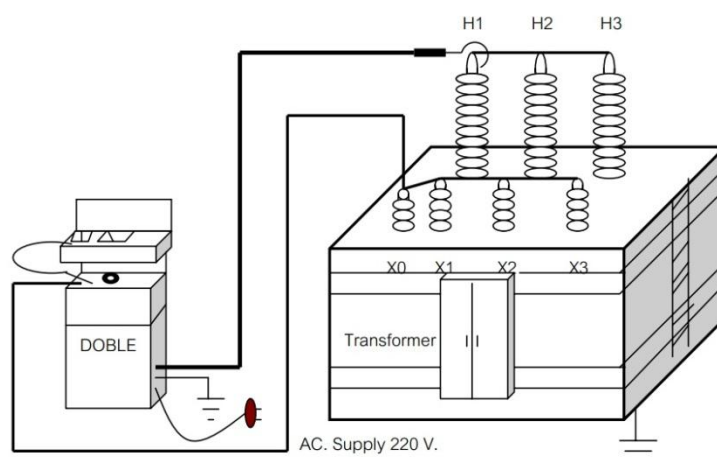 H1 H2 H3
X0 X1 X2 X3
DOBLE
Transformer
AC. Supply 220 V.